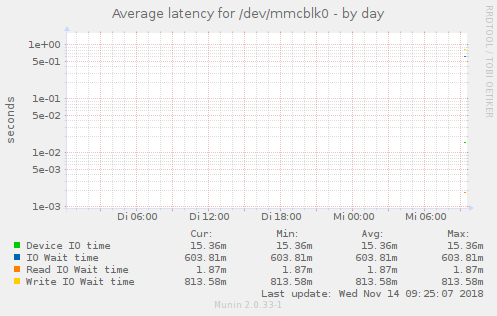 Average latency for /dev/mmcblk0 - by day
RRDTOOL / TOBI OETIKER
seconds
1e+00
5e-01
1e-01
5e-02
1e-02
5e-03
1e-03
Di 06:00 Di 12:00 Di 18:00 Mi 00:00 Mi 06:00
Cur: Min: Avg: Max:
Device IO time 15.36m 15.36m 15.36m 15.36m
IO Wait time 603.81m 603.81m 603.81m 603.81m
Read IO Wait time 1.87m 1.87m 1.87m 1.87m
Write IO Wait time 813.58m 813.58m 813.58m 813.58m
Last update: Wed Nov 14 09:25:07 2018
Munin 2.0.33-1